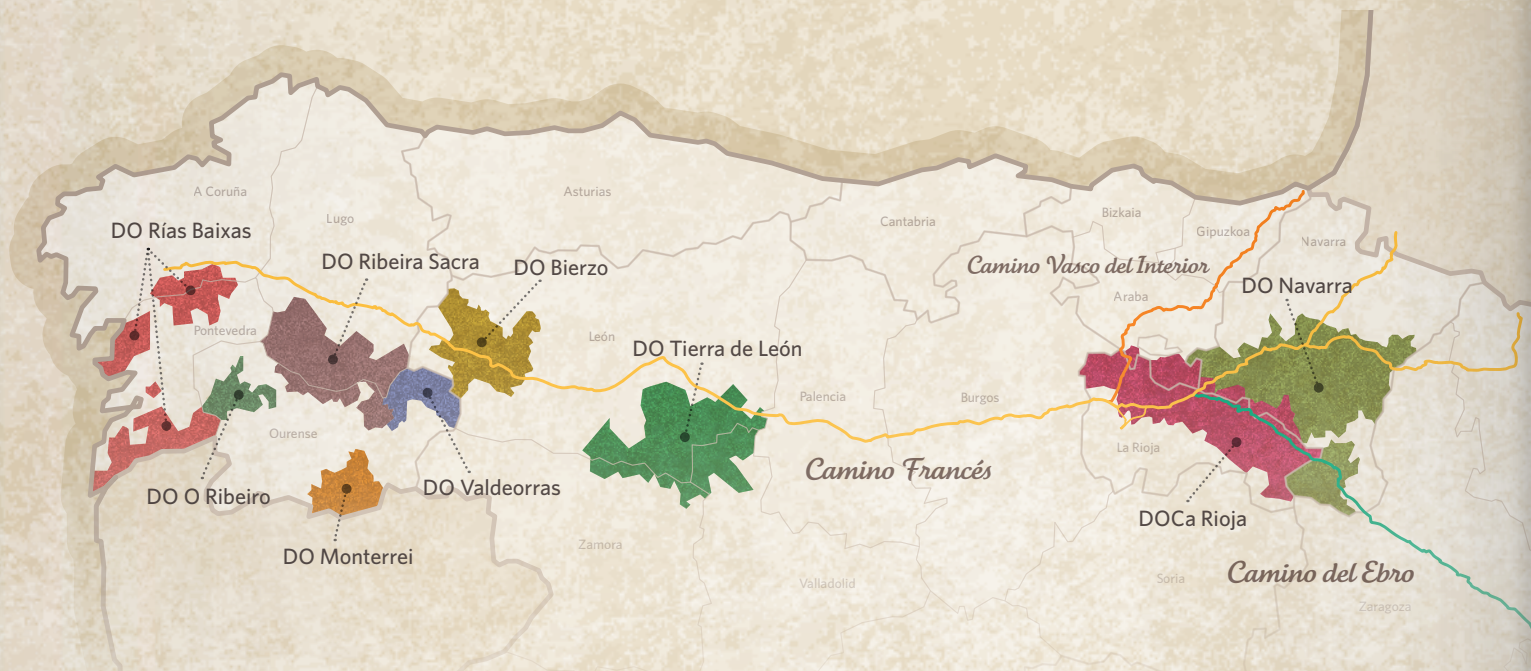 A Coruña
Asturias
Lugo
Cantabria
Bizkaia
Gipuzkoa
Navarra
DO Rías Baixas
DO Ribeira Sacra
DO Bierzo
Camino Vasco del Interior
Araba
DO Navarra
Pontevedra
León
DO Tierra de León
Palencia
Burgos
Ourense
La Rioja
Camino Francés
DO O Ribeiro
DO Valdeorras
DOCa Rioja
DO Monterrei
Zamora
Valladolid
Soria
Camino del Ebro
Zaragoza